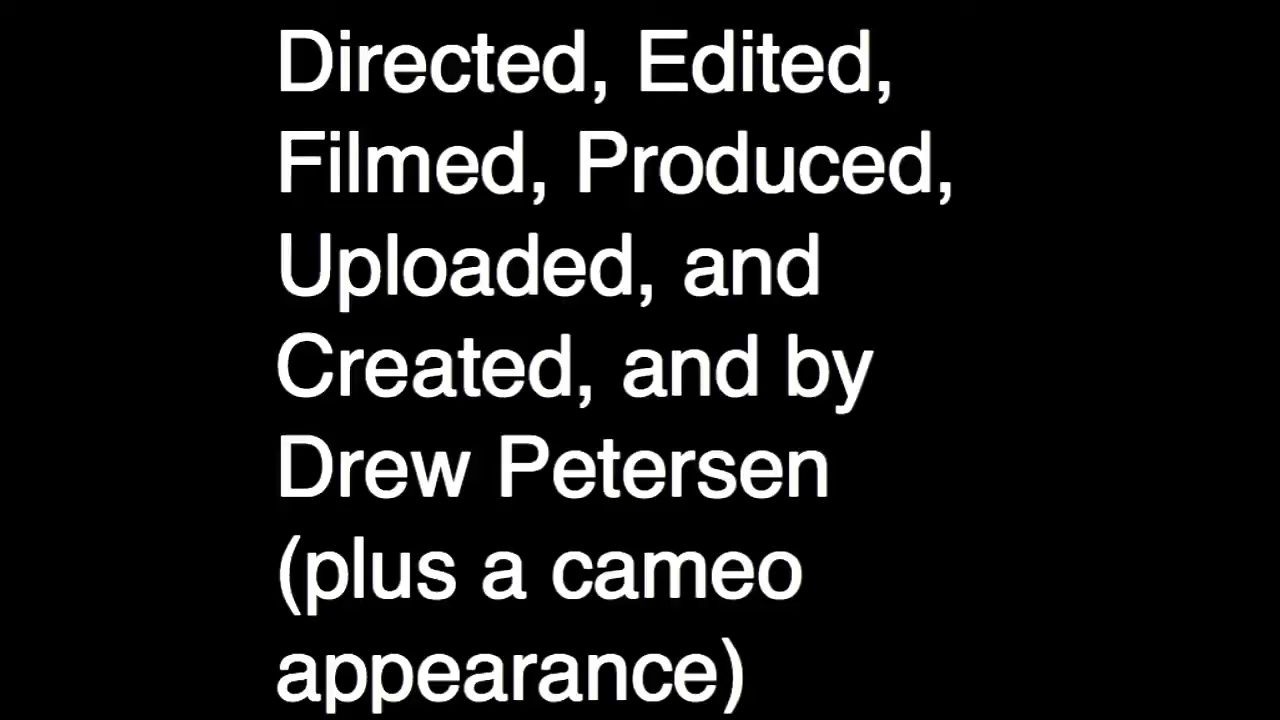 Directed, Edited,
Filmed, Produced,
Uploaded, and
Created, and by
Drew Petersen
(plus a cameo
appearance)